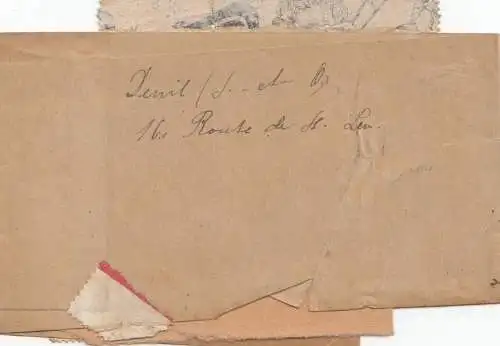 Deuil / S. et O.
16 Route de St. Leu.